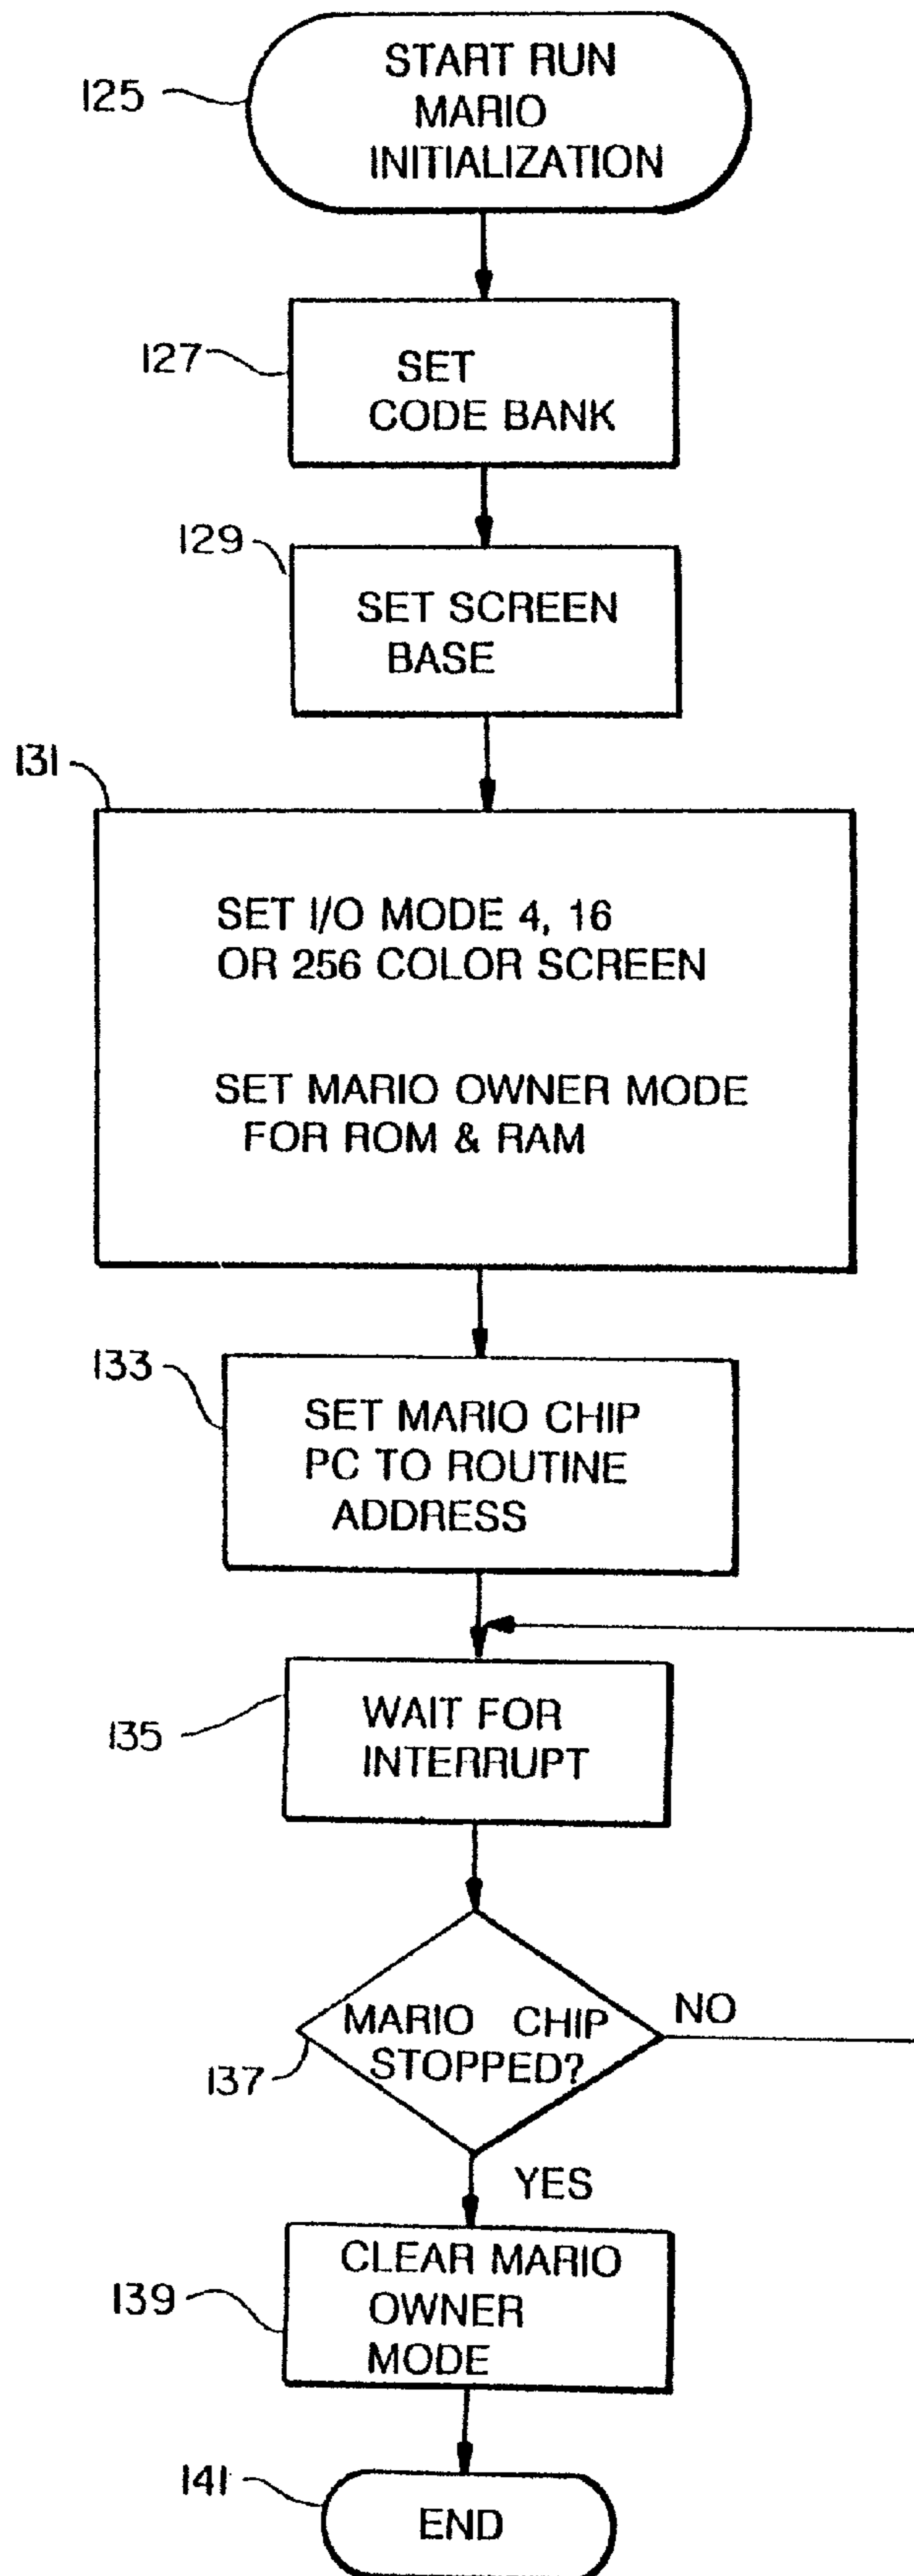 125
START RUN
MARIO
INITIALIZATION
127
SET
CODE BANK
129
SET SCREEN
BASE
131
SET I/O MODE 4, 16
OR 256 COLOR SCREEN
SET MARIO OWNER MODE
FOR ROM & RAM
133
SET MARIO CHIP
PC TO ROUTINE
ADDRESS
135
WAIT FOR
INTERRUPT
MARIO CHIP
STOPPED?
NO
137
YES
CLEAR MARIO
OWNER
MODE
139
141
END